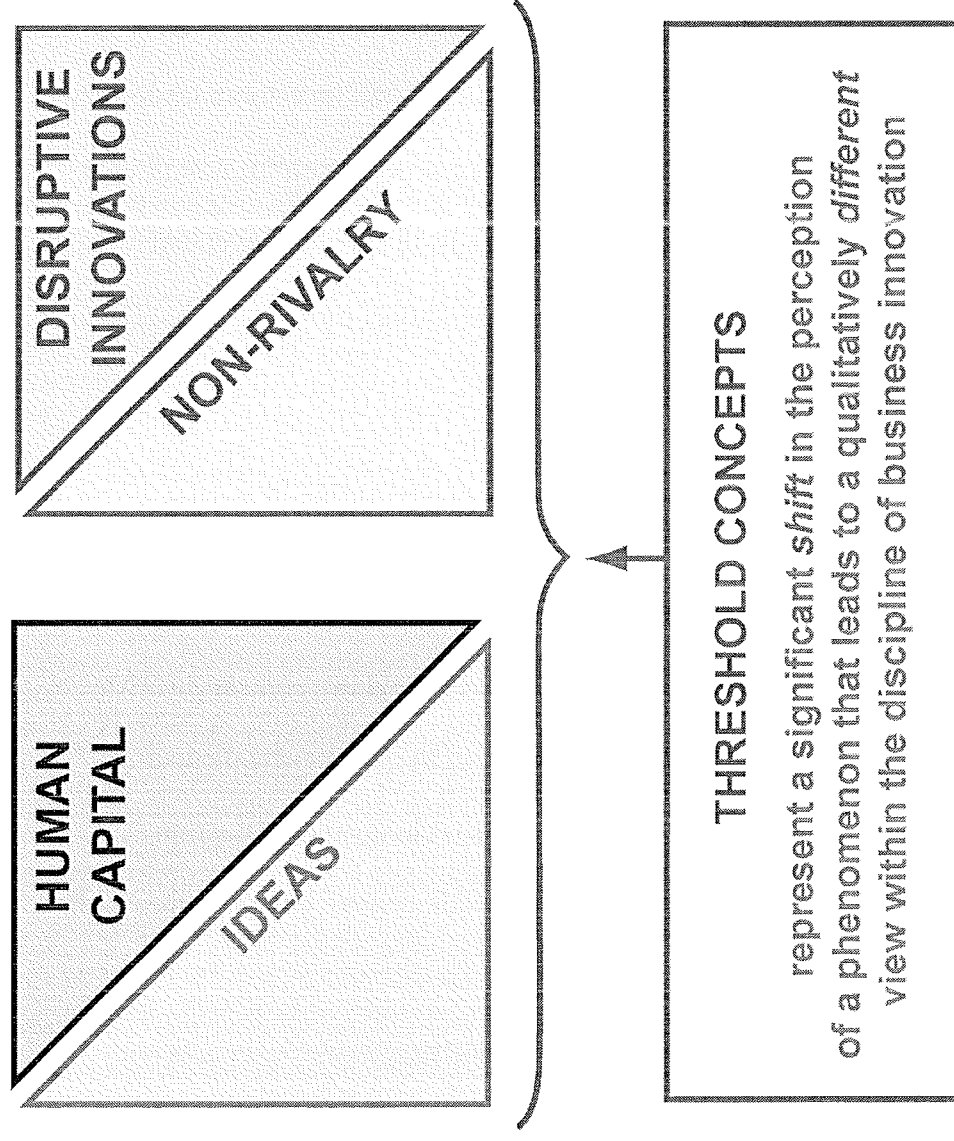 HUMAN
CAPITAL
IDEAS
DISRUPTIVE
INNOVATIONS
NON-RIVALRY
THRESHOLD CONCEPTS
represent a significant shift in the perception
of a phenomenon that leads to a qualitatively different
view within the discipline of business innovation